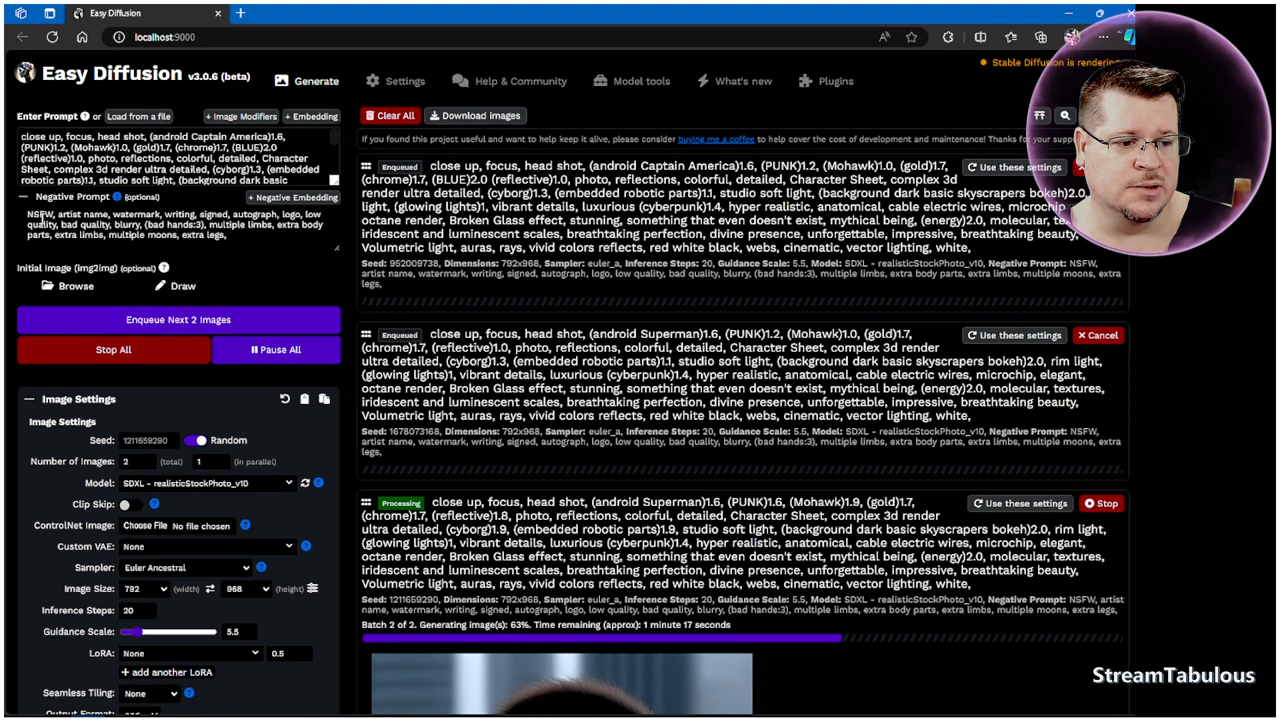 Easy Diffusion
localhost:9000
Easy Diffusion v3.0.6 (beta)
Generate
Settings
Help & Community
Model tools
What's new
Plugins
Stable Diffusion is rendering
Enter Prompt or Load from a file
+ Image Modifiers
+ Embedding
close up, focus, head shot, (android Captain America)1.6,
(PUNK)1.2, (Mohawk)1.0, (gold)1.7, (chrome)1.7, (BLUE)2.0
(reflective)1.0, photo, reflections, colorful, detailed, Character
Sheet, complex 3d render ultra detailed, (cyborg)1.3, (embedded
robotic parts)1.1, studio soft light, (background dark basic
Negative Prompt (optional)
+ Negative Embedding
NSFW, artist name, watermark, writing, signed, autograph, logo, low
quality, bad quality, blurry, (bad hands:3), multiple limbs, extra body
parts, extra limbs, multiple moons, extra legs,
Initial Image (img2img) (optional)
Browse
Draw
Enqueue Next 2 Images
Stop All
Pause All
Image Settings
Image Settings
Seed: 1211659290 Random
Number of Images: 2 (total) 1 (in parallel)
Model: SDXL - realisticStockPhoto_v10
Clip Skip:
ControlNet Image: Choose File No file chosen
Custom VAE: None
Sampler: Euler Ancestral
Image Size: 792 (width) 968 (height)
Inference Steps: 20
Guidance Scale: 5.5
LoRA: None 0.5
+ add another LoRA
Seamless Tiling: None
Output Format:
Clear All
Download images
If you found this project useful and want to help keep it alive, please consider buying me a coffee to help cover the cost of development and maintenance! Thanks for your
Enqueued close up, focus, head shot, (android Captain America)1.6, (PUNK)1.2, (Mohawk)1.0, (gold)1.7,
Use these settings
(chrome)1.7, (BLUE)2.0 (reflective)1.0, photo, reflections, colorful, detailed, Character Sheet, complex 3d
render ultra detailed, (cyborg)1.3, (embedded robotic parts)1.1, studio soft light, (background dark basic skyscrapers bokeh)2.0,
light, (glowing lights)1, vibrant details, luxurious (cyberpunk)1.4, hyper realistic, anatomical, cable electric wires, microchip,
octane render, Broken Glass effect, stunning, something that even doesn't exist, mythical being, (energy)2.0, molecular,
iridescent and luminescent scales, breathtaking perfection, divine presence, unforgettable, impressive, breathtaking beauty,
Volumetric light, auras, rays, vivid colors reflects, red white black, webs, cinematic, vector lighting, white,
Seed: 952009738, Dimensions: 792x968, Sampler: euler_a, Inference Steps: 20, Guidance Scale: 5.5, Model: SDXL - realisticStockPhoto_v10, Negative Prompt: NSFW,
artist name, watermark, writing, signed, autograph, logo, low quality, bad quality, blurry, (bad hands:3), multiple limbs, extra body parts, extra limbs, multiple moons, extra
legs,
Enqueued close up, focus, head shot, (android Superman)1.6, (PUNK)1.2, (Mohawk)1.0, (gold)1.7,
Use these settings
Cancel
(chrome)1.7, (reflective)1.0, photo, reflections, colorful, detailed, Character Sheet, complex 3d render
ultra detailed, (cyborg)1.3, (embedded robotic parts)1.1, studio soft light, (background dark basic skyscrapers bokeh)2.0, rim light,
(glowing lights)1, vibrant details, luxurious (cyberpunk)1.4, hyper realistic, anatomical, cable electric wires, microchip, elegant,
octane render, Broken Glass effect, stunning, something that even doesn't exist, mythical being, (energy)2.0, molecular, textures,
iridescent and luminescent scales, breathtaking perfection, divine presence, unforgettable, impressive, breathtaking beauty,
Volumetric light, auras, rays, vivid colors reflects, red white black, webs, cinematic, vector lighting, white,
Seed: 1678073168, Dimensions: 792x968, Sampler: euler_a, Inference Steps: 20, Guidance Scale: 5.5, Model: SDXL - realisticStockPhoto_v10, Negative Prompt: NSFW,
artist name, watermark, writing, signed, autograph, logo, low quality, bad quality, blurry, (bad hands:3), multiple limbs, extra body parts, extra limbs, multiple moons, extra
legs,
Processing close up, focus, head shot, (android Superman)1.6, (PUNK)1.6, (Mohawk)1.9, (gold)1.7,
Use these settings
Stop
(chrome)1.7, (reflective)1.8, photo, reflections, colorful, detailed, Character Sheet, complex 3d render
ultra detailed, (cyborg)1.9, (embedded robotic parts)1.9, studio soft light, (background dark basic skyscrapers bokeh)2.0, rim light,
(glowing lights)1, vibrant details, luxurious (cyberpunk)1.4, hyper realistic, anatomical, cable electric wires, microchip, elegant,
octane render, Broken Glass effect, stunning, something that even doesn't exist, mythical being, (energy)2.0, molecular, textures,
iridescent and luminescent scales, breathtaking perfection, divine presence, unforgettable, impressive, breathtaking beauty,
Volumetric light, auras, rays, vivid colors reflects, red white black, webs, cinematic, vector lighting, white,
Seed: 1211659290, Dimensions: 792x968, Sampler: euler_a, Inference Steps: 20, Guidance Scale: 5.5, Model: SDXL - realisticStockPhoto_v10, Negative Prompt: NSFW, artist
name, watermark, writing, signed, autograph, logo, low quality, bad quality, blurry, (bad hands:3), multiple limbs, extra body parts, extra limbs, multiple moons, extra legs,
Batch 2 of 2. Generating image(s): 63%. Time remaining (approx): 1 minute 17 seconds
StreamTabulous